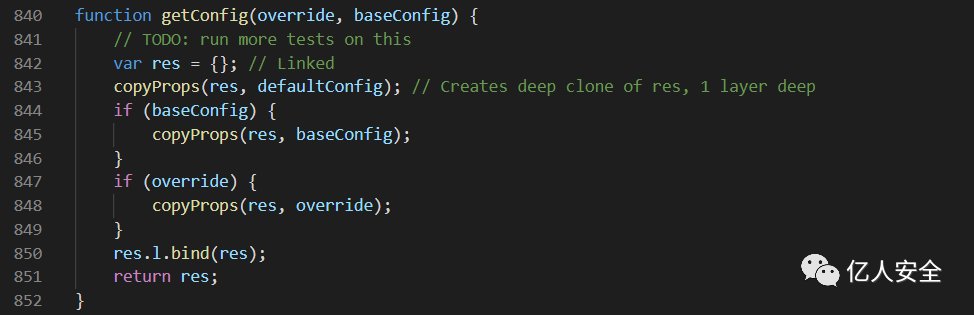 840 function getConfig(override, baseConfig) {
841     // TODO: run more tests on this
842     var res = {}; // Linked
843     copyProps(res, defaultConfig); // Creates deep clone of res, 1 layer deep
844     if (baseConfig) {
845         copyProps(res, baseConfig);
846     }
847     if (override) {
848         copyProps(res, override);
849     }
850     res.l.bind(res);
851     return res;
852 }
亿人安全